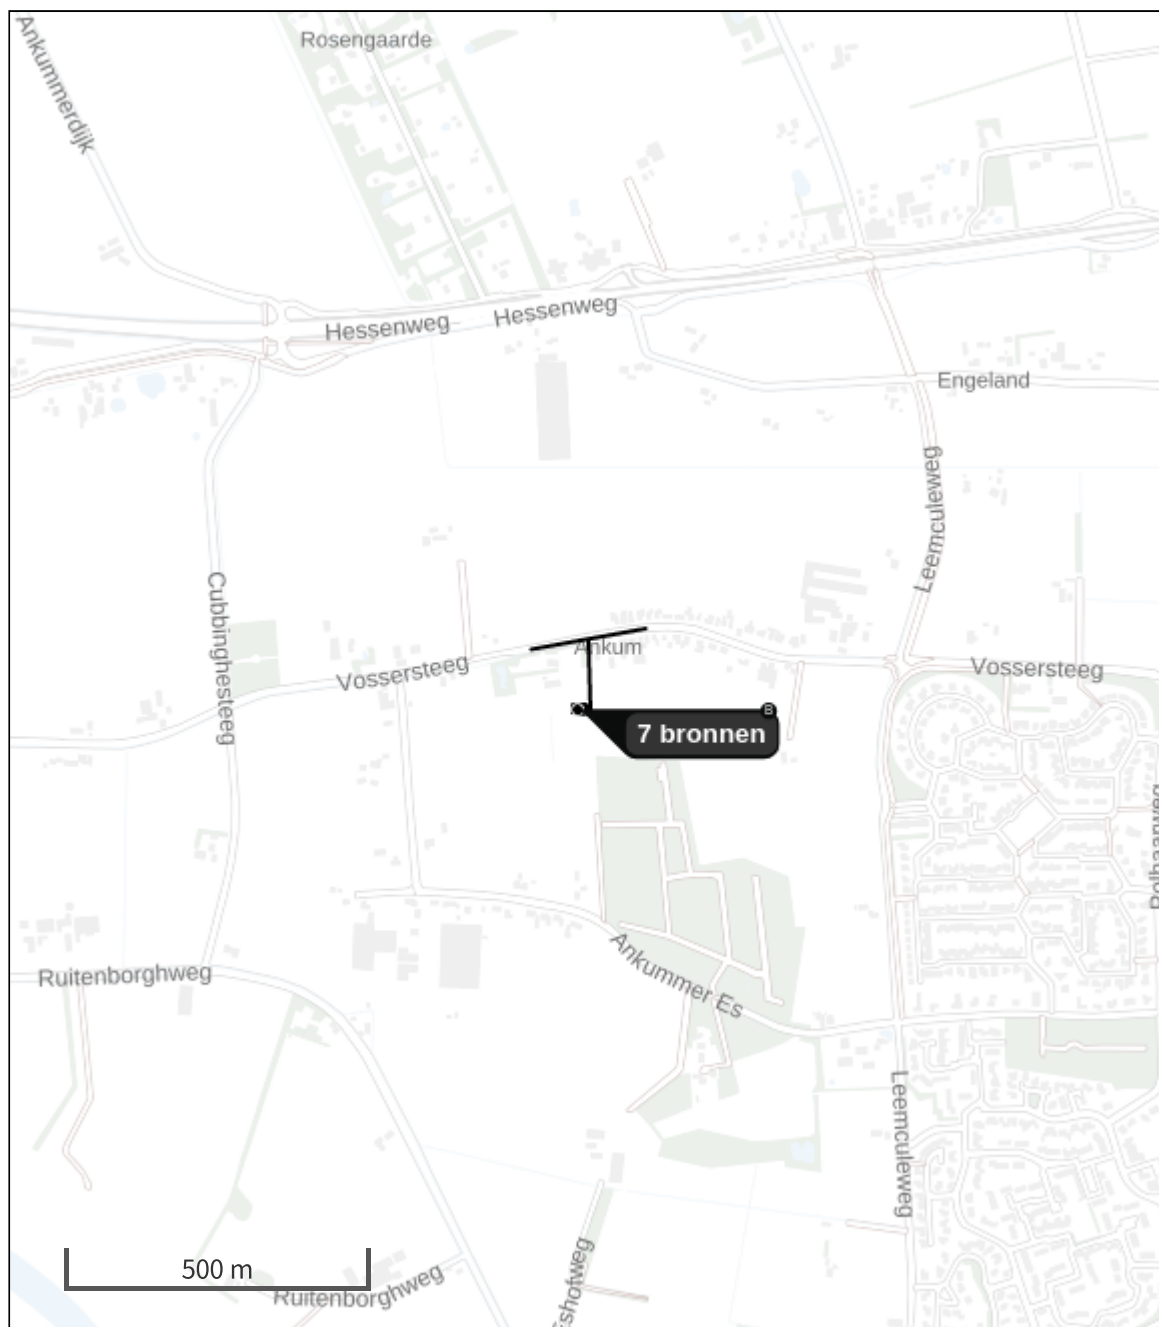 Rosengaarde
Ankummerdijk
Hessenweg
Hessenweg
Engeland
Leemculeweg
Cubbinghesteeg
Ankum
Vossersteeg
Vossersteeg
B
7 bronnen
Ankummer Es
Ruitenborghweg
Leemculeweg
500 m
Ruitenborghweg